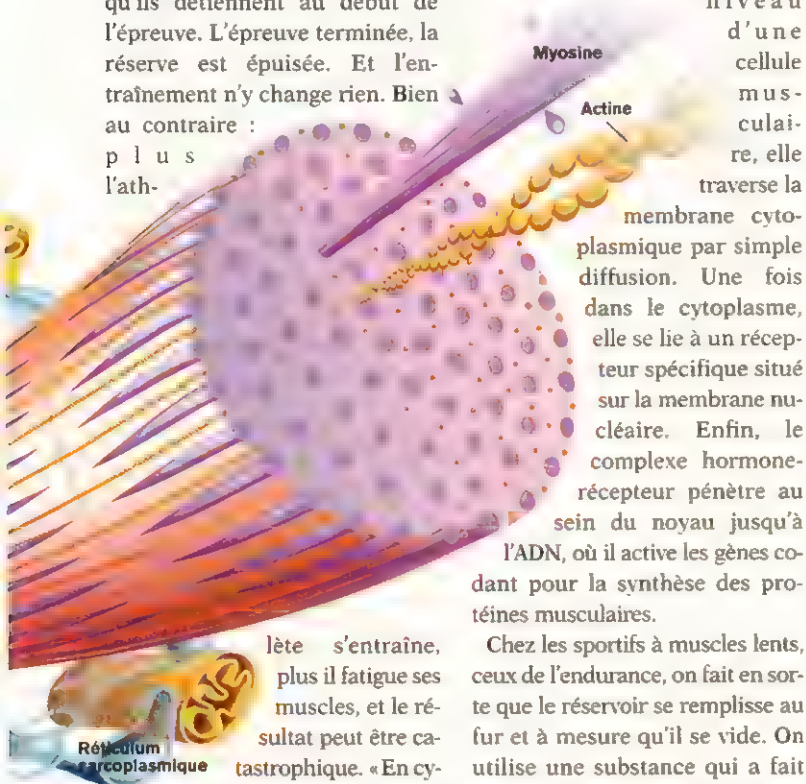 qu'ils détiennent au début de
l'épreuve. L'épreuve terminée, la
réserve est épuisée. Et l'en-
traînement n'y change rien. Bien
au contraire :
plus
l'ath-
lète s'entraîne,
plus il fatigue ses
muscles, et le ré-
sultat peut être ca-
tastrophique. «En cy-
Myosine
Actine
Réticulum
sarcoplasmique
niveau
d'une
cellule
mus-
culai-
re, elle
traverse la
membrane cyto-
plasmique par simple
diffusion. Une fois
dans le cytoplasme,
elle se lie à un récep-
teur spécifique situé
sur la membrane nu-
cléaire. Enfin, le
complexe hormone-
récepteur pénètre au
sein du noyau jusqu'à
l'ADN, où il active les gènes co-
dant pour la synthèse des pro-
téines musculaires.
Chez les sportifs à muscles lents,
ceux de l'endurance, on fait en sor-
te que le réservoir se remplisse au
fur et à mesure qu'il se vide. On
utilise une substance qui a fait